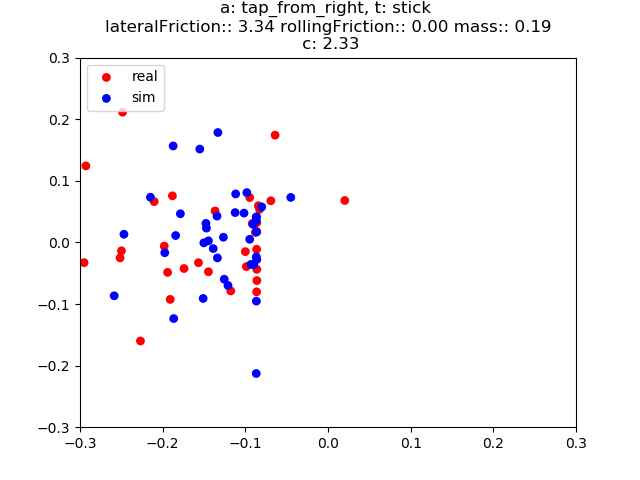 a: tap_from_right, t: stick
lateralFriction:: 3.34 rollingFriction:: 0.00 mass:: 0.19
c: 2.33
real
sim
0.3
0.2
0.1
0.0
−0.1
−0.2
−0.3
−0.3
−0.2
−0.1
0.0
0.1
0.2
0.3